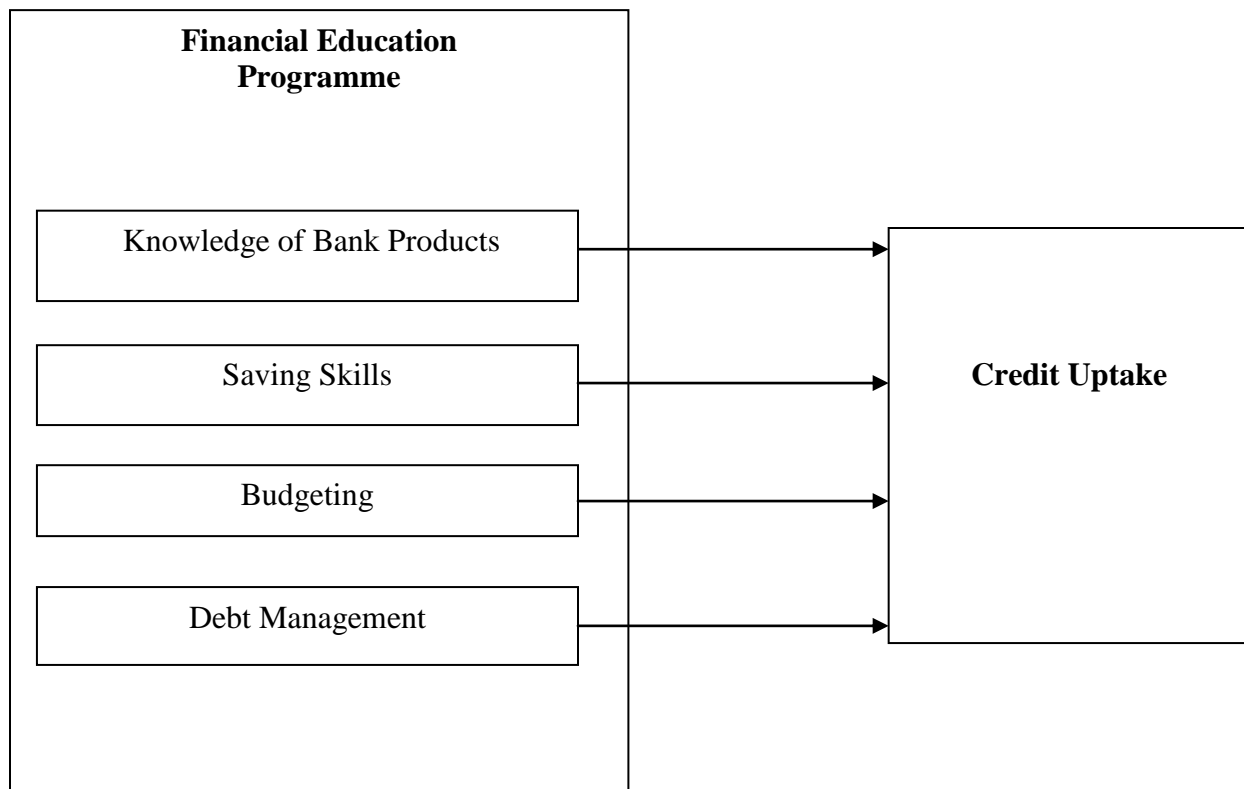 Financial Education
Programme
Knowledge of Bank Products
Saving Skills
Credit Uptake
Budgeting
Debt Management